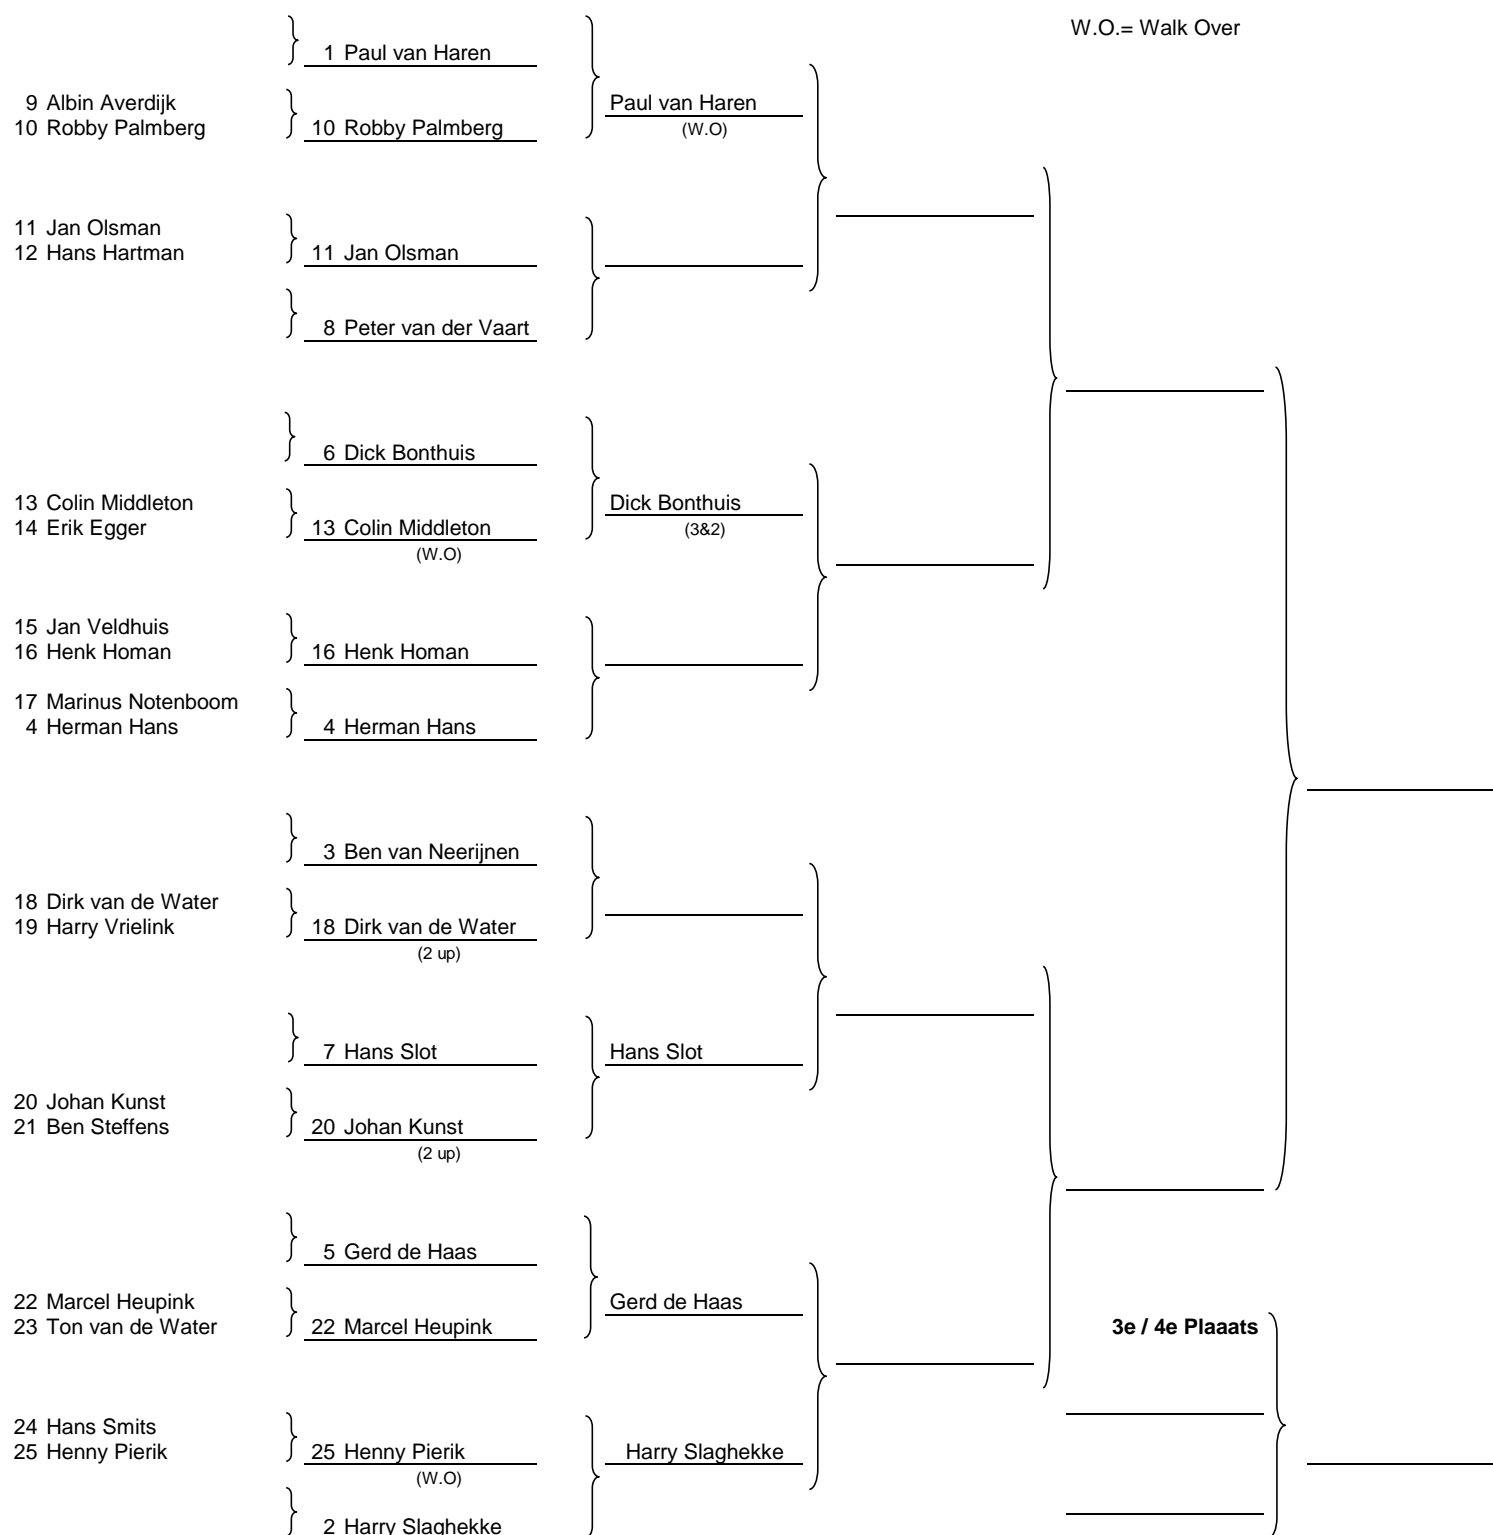 W.O.= Walk Over
1 Paul van Haren
9 Albin Averdijk
Paul van Haren
10 Robby Palmberg
10 Robby Palmberg
(W.O)
11 Jan Olsman
12 Hans Hartman
11 Jan Olsman
8 Peter van der Vaart
6 Dick Bonthuis
13 Colin Middleton
Dick Bonthuis
14 Erik Egger
13 Colin Middleton
(3&2)
(W.O)
15 Jan Veldhuis
16 Henk Homan
16 Henk Homan
17 Marinus Notenboom
4 Herman Hans
4 Herman Hans
3 Ben van Neerijnen
18 Dirk van de Water
19 Harry Vrielink
18 Dirk van de Water
(2 up)
7 Hans Slot
Hans Slot
20 Johan Kunst
21 Ben Steffens
20 Johan Kunst
(2 up)
5 Gerd de Haas
22 Marcel Heupink
Gerd de Haas
23 Ton van de Water
22 Marcel Heupink
3e / 4e Plaaats
24 Hans Smits
25 Henny Pierik
25 Henny Pierik
Harry Slaghekke
(W.O)
2 Harry Slaghekke